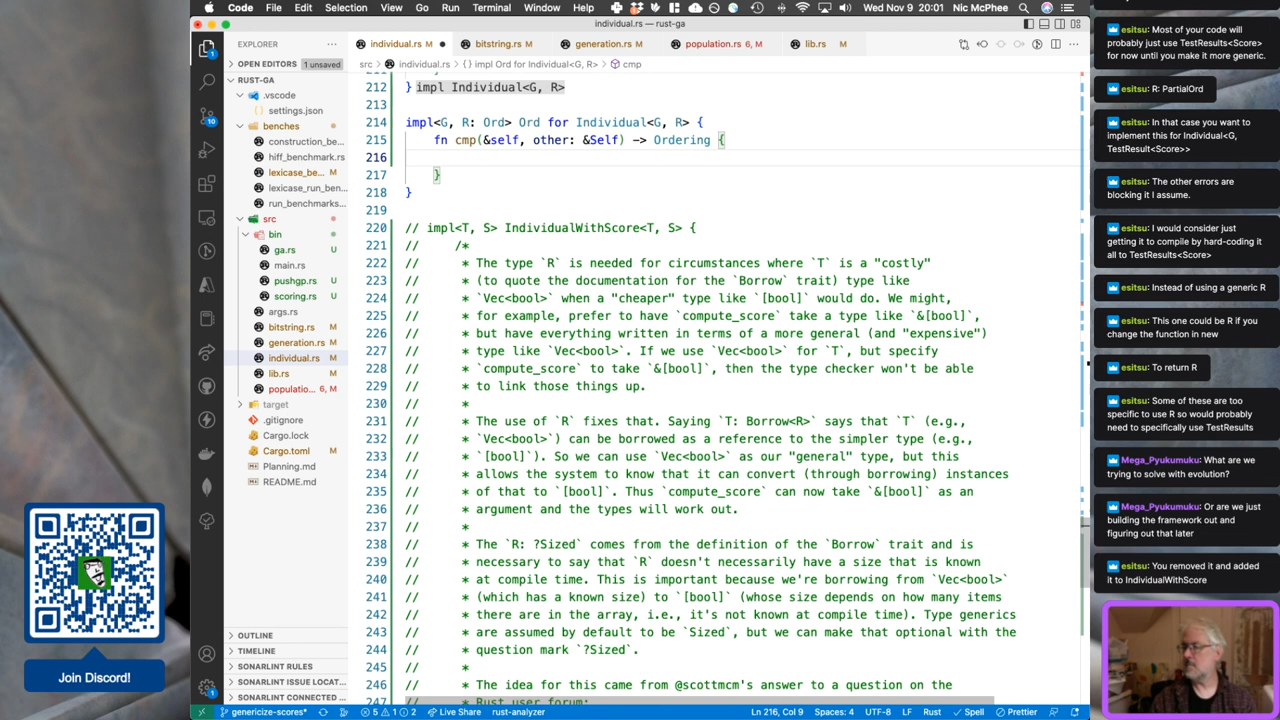 Code File Edit Selection View Go Run Terminal Window Help
Wed Nov 9 20:01 Nic McPhee
individual.rs — rust-ga
EXPLORER
OPEN EDITORS 1 unsaved
RUST-GA
.vscode
settings.json
benches
construction_be...
hiff_benchmark.rs
lexicase_be... M
lexicase_run_ben...
run_benchmarks...
src
bin
ga.rs U
main.rs
pushgp.rs U
scoring.rs U
args.rs
bitstring.rs M
generation.rs M
individual.rs M
lib.rs M
populatio... 6, M
target
.gitignore
Cargo.lock
Cargo.toml M
Planning.md
README.md
OUTLINE
TIMELINE
SONARLINT RULES
SONARLINT ISSUE LOCAT...
SONARLINT CONNECTED ...
individual.rs M
bitstring.rs M
generation.rs M
population.rs 6, M
lib.rs M
src > individual.rs > { } impl Ord for Individual<G, R> > cmp
212 } impl Individual<G, R>
213
214 impl<G, R: Ord> Ord for Individual<G, R> {
215 fn cmp(&self, other: &Self) -> Ordering {
216
217 }
218 }
219
220 // impl<T, S> IndividualWithScore<T, S> {
221 // /*
222 // * The type `R` is needed for circumstances where `T` is a "costly"
223 // * (to quote the documentation for the `Borrow` trait) type like
224 // * `Vec<bool>` when a "cheaper" type like `[bool]` would do. We might,
225 // * for example, prefer to have `compute_score` take a type like `&[bool]`,
226 // * but have everything written in terms of a more general (and "expensive")
227 // * type like `Vec<bool>`. If we use `Vec<bool>` for `T`, but specify
228 // * `compute_score` to take `&[bool]`, then the type checker won't be able
229 // * to link those things up.
230 // *
231 // * The use of `R` fixes that. Saying `T: Borrow<R>` says that `T` (e.g.,
232 // * `Vec<bool>`) can be borrowed as a reference to the simpler type (e.g.,
233 // * `[bool]`). So we can use `Vec<bool>` as our "general" type, but this
234 // * allows the system to know that it can convert (through borrowing) instances
235 // * of that to `[bool]`. Thus `compute_score` can now take `&[bool]` as an
236 // * argument and the types will work out.
237 // *
238 // * The `R: ?Sized` comes from the definition of the `Borrow` trait and is
239 // * necessary to say that `R` doesn't necessarily have a size that is known
240 // * at compile time. This is important because we're borrowing from `Vec<bool>`
241 // * (which has a known size) to `[bool]` (whose size depends on how many items
242 // * there are in the array, i.e., it's not known at compile time). Type generics
243 // * are assumed by default to be `Sized`, but we can make that optional with the
244 // * question mark `?Sized`.
245 // *
246 // * The idea for this came from @scottmcm's answer to a question on the
247 // * Rust user forum:
genericize-scores* 5 1 2 Live Share rust-analyzer
Ln 216, Col 9 Spaces: 4 UTF-8 LF Rust Spell Prettier
esitsu: Most of your code will
probably just use TestResults<Score>
for now until you make it more generic.
esitsu: R: PartialOrd
esitsu: In that case you want to
implement this for Individual<G,
TestResult<Score>>
esitsu: The other errors are
blocking it I assume.
esitsu: I would consider just
getting it to compile by hard-coding it
all to TestResults<Score>
esitsu: Instead of using a generic R
esitsu: This one could be R if you
change the function in new
esitsu: To return R
esitsu: Some of these are too
specific to use R so would probably
need to specifically use TestResults
Mega_Pyukumuku: What are we
trying to solve with evolution?
Mega_Pyukumuku: Or are we just
building the framework out and
figuring out that later
esitsu: You removed it and added
it to IndividualWithScore
Join Discord!
10
1
1